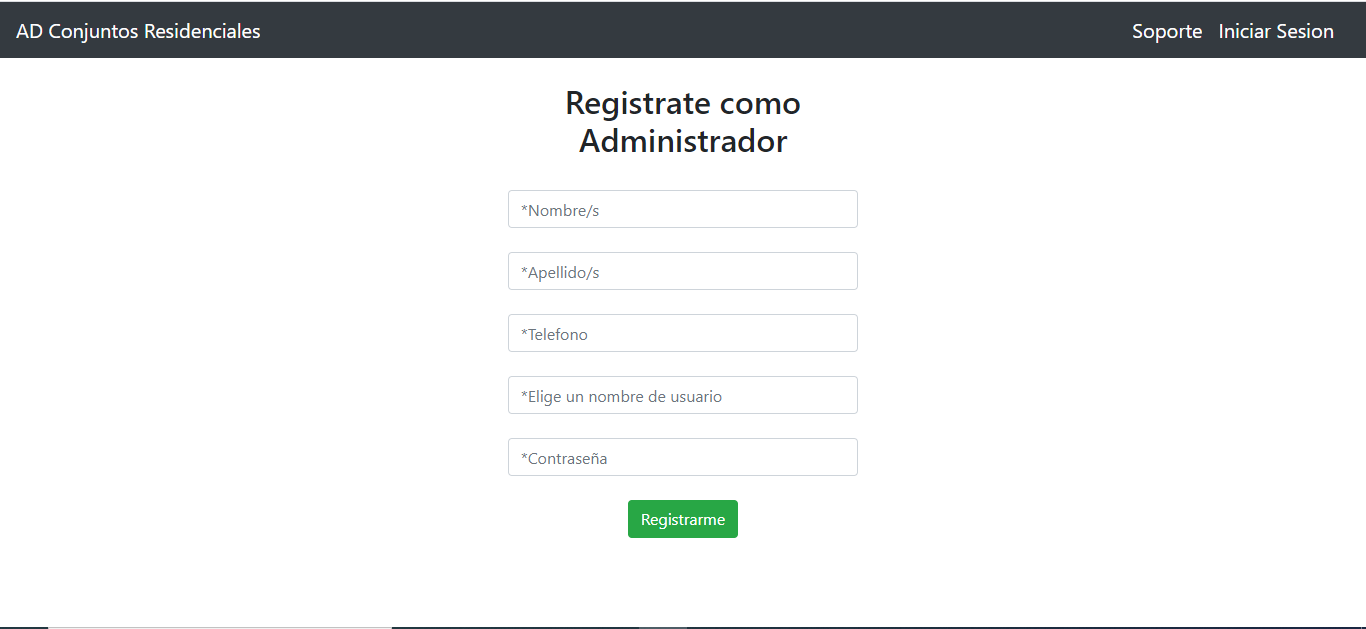 AD Conjuntos Residenciales
Soporte Iniciar Sesion
Registrate como
Administrador
*Nombre/s
*Apellido/s
*Telefono
*Elige un nombre de usuario
*Contraseña
Registrarme